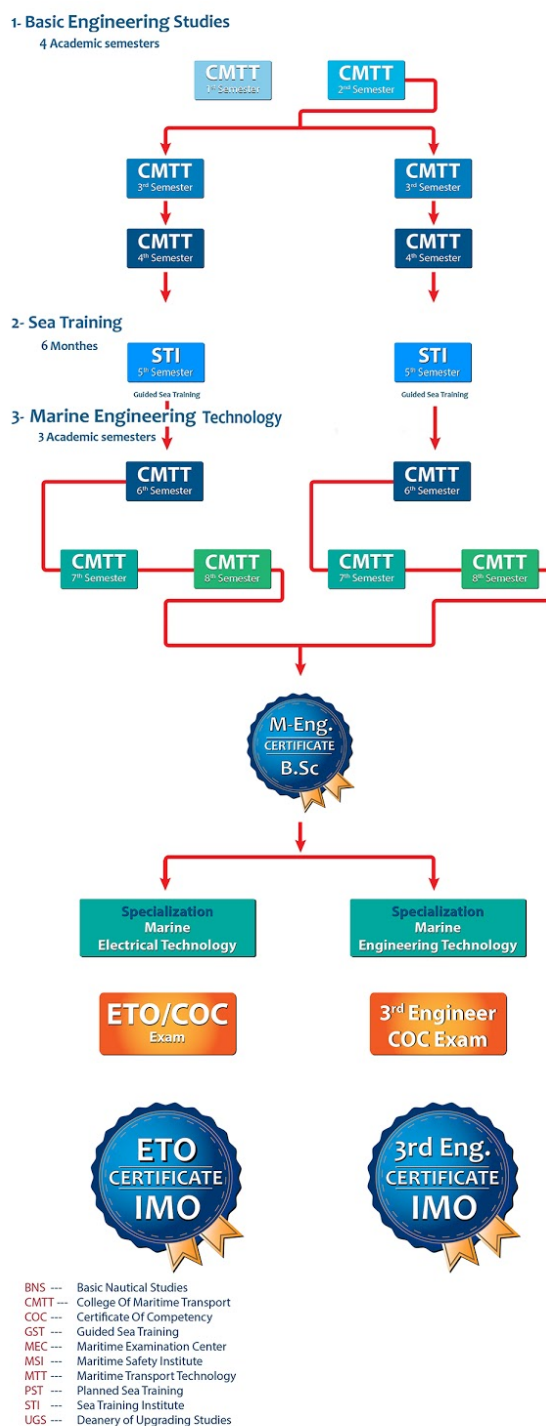 1- Basic Engineering Studies
4 Academic semesters
CMTT
1st Semester
CMTT
2nd Semester
CMTT
3rd Semester
CMTT
3rd Semester
CMTT
4th Semester
CMTT
4th Semester
2- Sea Training
6 Monthes
STI
5th Semester
Guided Sea Training
STI
5th Semester
Guided Sea Training
3- Marine Engineering Technology
3 Academic semesters
CMTT
6th Semester
CMTT
6th Semester
CMTT
7th Semester
CMTT
8th Semester
CMTT
7th Semester
CMTT
8th Semester
M-Eng.
CERTIFICATE
B.Sc
Specialization
Marine
Electrical Technology
Specialization
Marine
Engineering Technology
ETO/COC
Exam
3rd Engineer
COC Exam
ETO
CERTIFICATE
IMO
3rd Eng.
CERTIFICATE
IMO
BNS --- Basic Nautical Studies
CMTT --- College Of Maritime Transport
COC --- Certificate Of Competency
GST --- Guided Sea Training
MEC --- Maritime Examination Center
MSI --- Maritime Safety Institute
MTT --- Maritime Transport Technology
PST --- Planned Sea Training
STI --- Sea Training Institute
UGS --- Deanery of Upgrading Studies